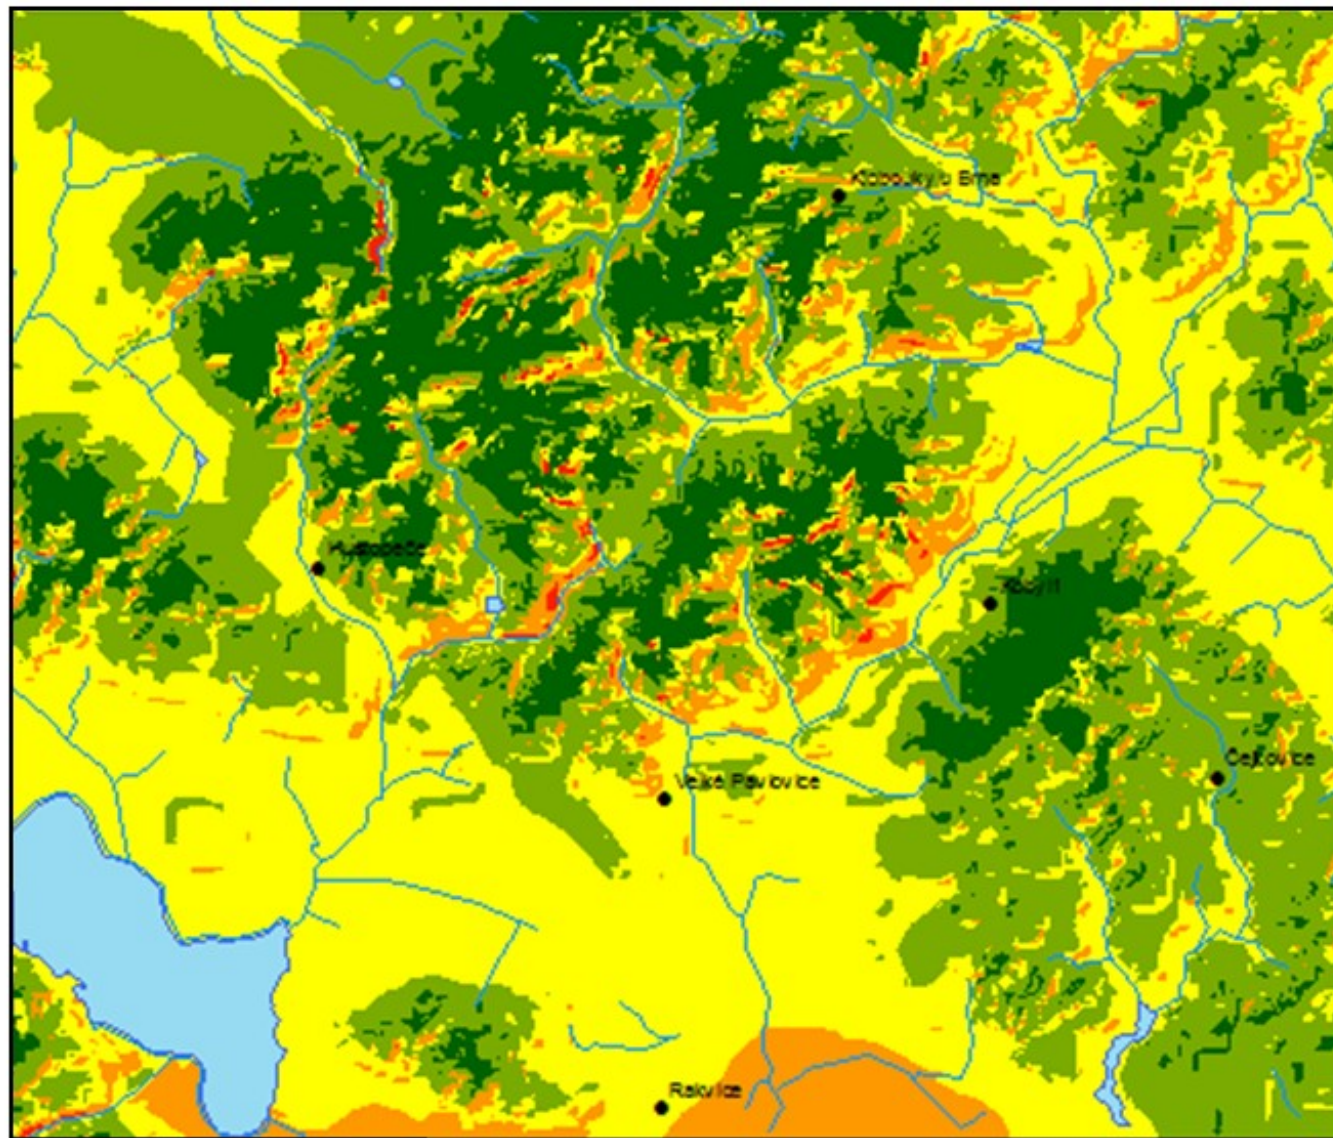 Klobouky u Brna
Hustopeče
Kobylí
Čejkovice
Velké Pavlovice
Rakvice